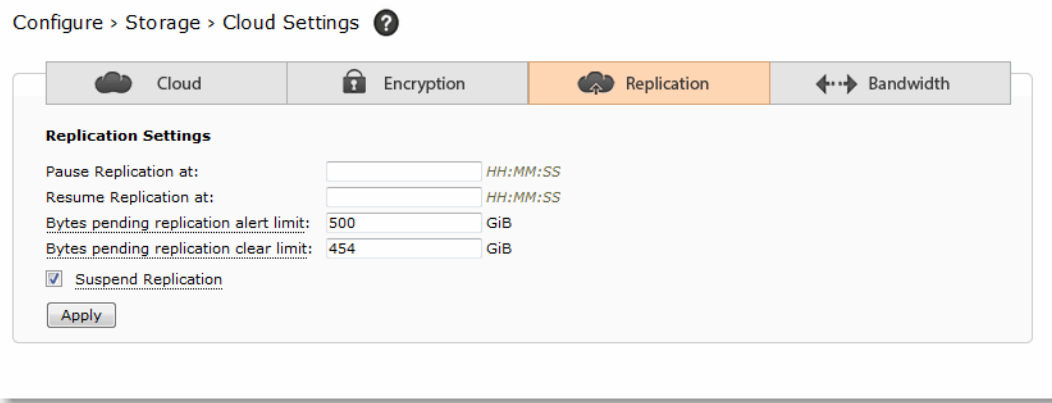 Configure > Storage > Cloud Settings ?
Cloud Encryption Replication Bandwidth
Replication Settings
Pause Replication at: HH:MM:SS
Resume Replication at: HH:MM:SS
Bytes pending replication alert limit: 500 GiB
Bytes pending replication clear limit: 454 GiB
Suspend Replication
Apply